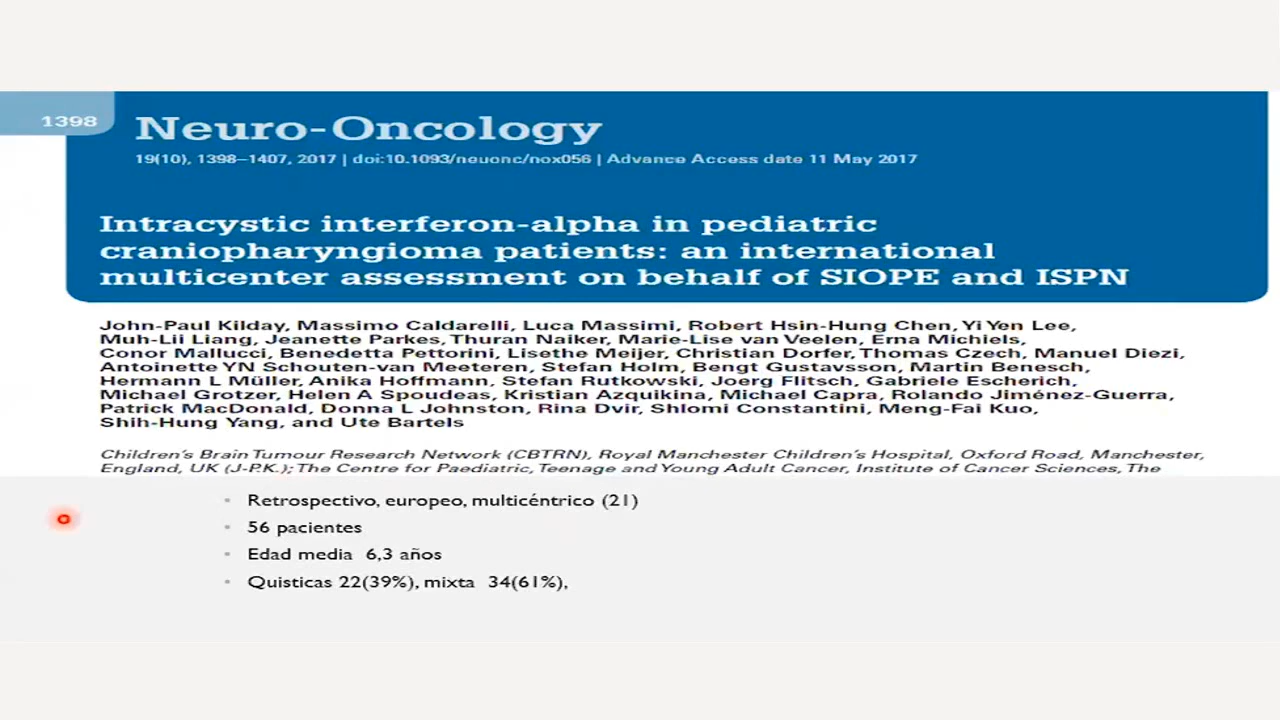 1398
Neuro-Oncology
19(10), 1398–1407, 2017 | doi:10.1093/neuonc/nox056 | Advance Access date 11 May 2017
Intracystic interferon-alpha in pediatric
craniopharyngioma patients: an international
multicenter assessment on behalf of SIOPE and ISPN
John-Paul Kilday, Massimo Caldarelli, Luca Massimi, Robert Hsin-Hung Chen, Yi Yen Lee,
Muh-Lii Liang, Jeanette Parkes, Thuran Naiker, Marie-Lise van Veelen, Erna Michiels,
Conor Mallucci, Benedetta Pettorini, Lisethe Meijer, Christian Dorfer, Thomas Czech, Manuel Diezi,
Antoinette YN Schouten-van Meeteren, Stefan Holm, Bengt Gustavsson, Martin Benesch,
Hermann L Müller, Anika Hoffmann, Stefan Rutkowski, Joerg Flitsch, Gabriele Escherich,
Michael Grotzer, Helen A Spoudeas, Kristian Azquikina, Michael Capra, Rolando Jiménez-Guerra,
Patrick MacDonald, Donna L Johnston, Rina Dvir, Shlomi Constantini, Meng-Fai Kuo,
Shih-Hung Yang, and Ute Bartels
Children's Brain Tumour Research Network (CBTRN), Royal Manchester Children's Hospital, Oxford Road, Manchester,
England, UK (J-P.K.); The Centre for Paediatric, Teenage and Young Adult Cancer, Institute of Cancer Sciences, The
• Retrospectivo, europeo, multicéntrico (21)
• 56 pacientes
• Edad media 6,3 años
• Quisticas 22(39%), mixta 34(61%),